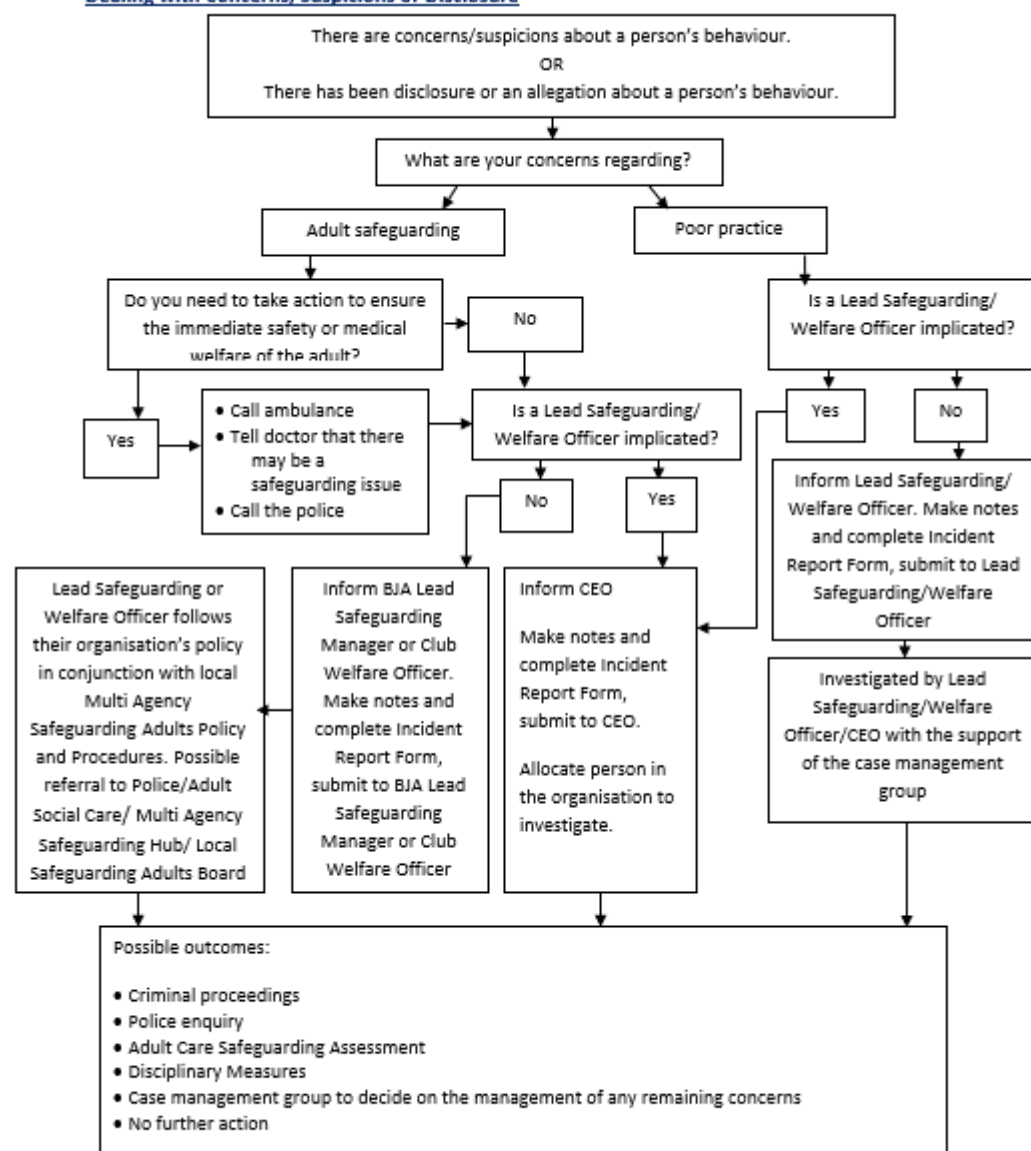 Dealing with Concerns/Suspicions or Disclosure
There are concerns/suspicions about a person's behaviour.
OR
There has been disclosure or an allegation about a person's behaviour.
What are your concerns regarding?
Adult safeguarding
Poor practice
Do you need to take action to ensure
the immediate safety or medical
welfare of the adult?
No
Is a Lead Safeguarding/
Welfare Officer implicated?
Yes
• Call ambulance
• Tell doctor that there
may be a
safeguarding issue
• Call the police
Is a Lead Safeguarding/
Welfare Officer implicated?
Yes
No
No
Yes
Inform Lead Safeguarding/
Welfare Officer. Make notes
and complete Incident
Report Form, submit to Lead
Safeguarding/Welfare
Officer
Lead Safeguarding or
Welfare Officer follows
their organisation's policy
in conjunction with local
Multi Agency
Safeguarding Adults Policy
and Procedures. Possible
referral to Police/Adult
Social Care/ Multi Agency
Safeguarding Hub/ Local
Safeguarding Adults Board
Inform BJA Lead
Safeguarding
Manager or Club
Welfare Officer.
Make notes and
complete Incident
Report Form,
submit to BJA Lead
Safeguarding
Manager or Club
Welfare Officer
Inform CEO
Make notes and
complete Incident
Report Form,
submit to CEO.
Allocate person in
the organisation to
investigate.
Investigated by Lead
Safeguarding/Welfare
Officer/CEO with the support
of the case management
group
Possible outcomes:
• Criminal proceedings
• Police enquiry
• Adult Care Safeguarding Assessment
• Disciplinary Measures
• Case management group to decide on the management of any remaining concerns
• No further action